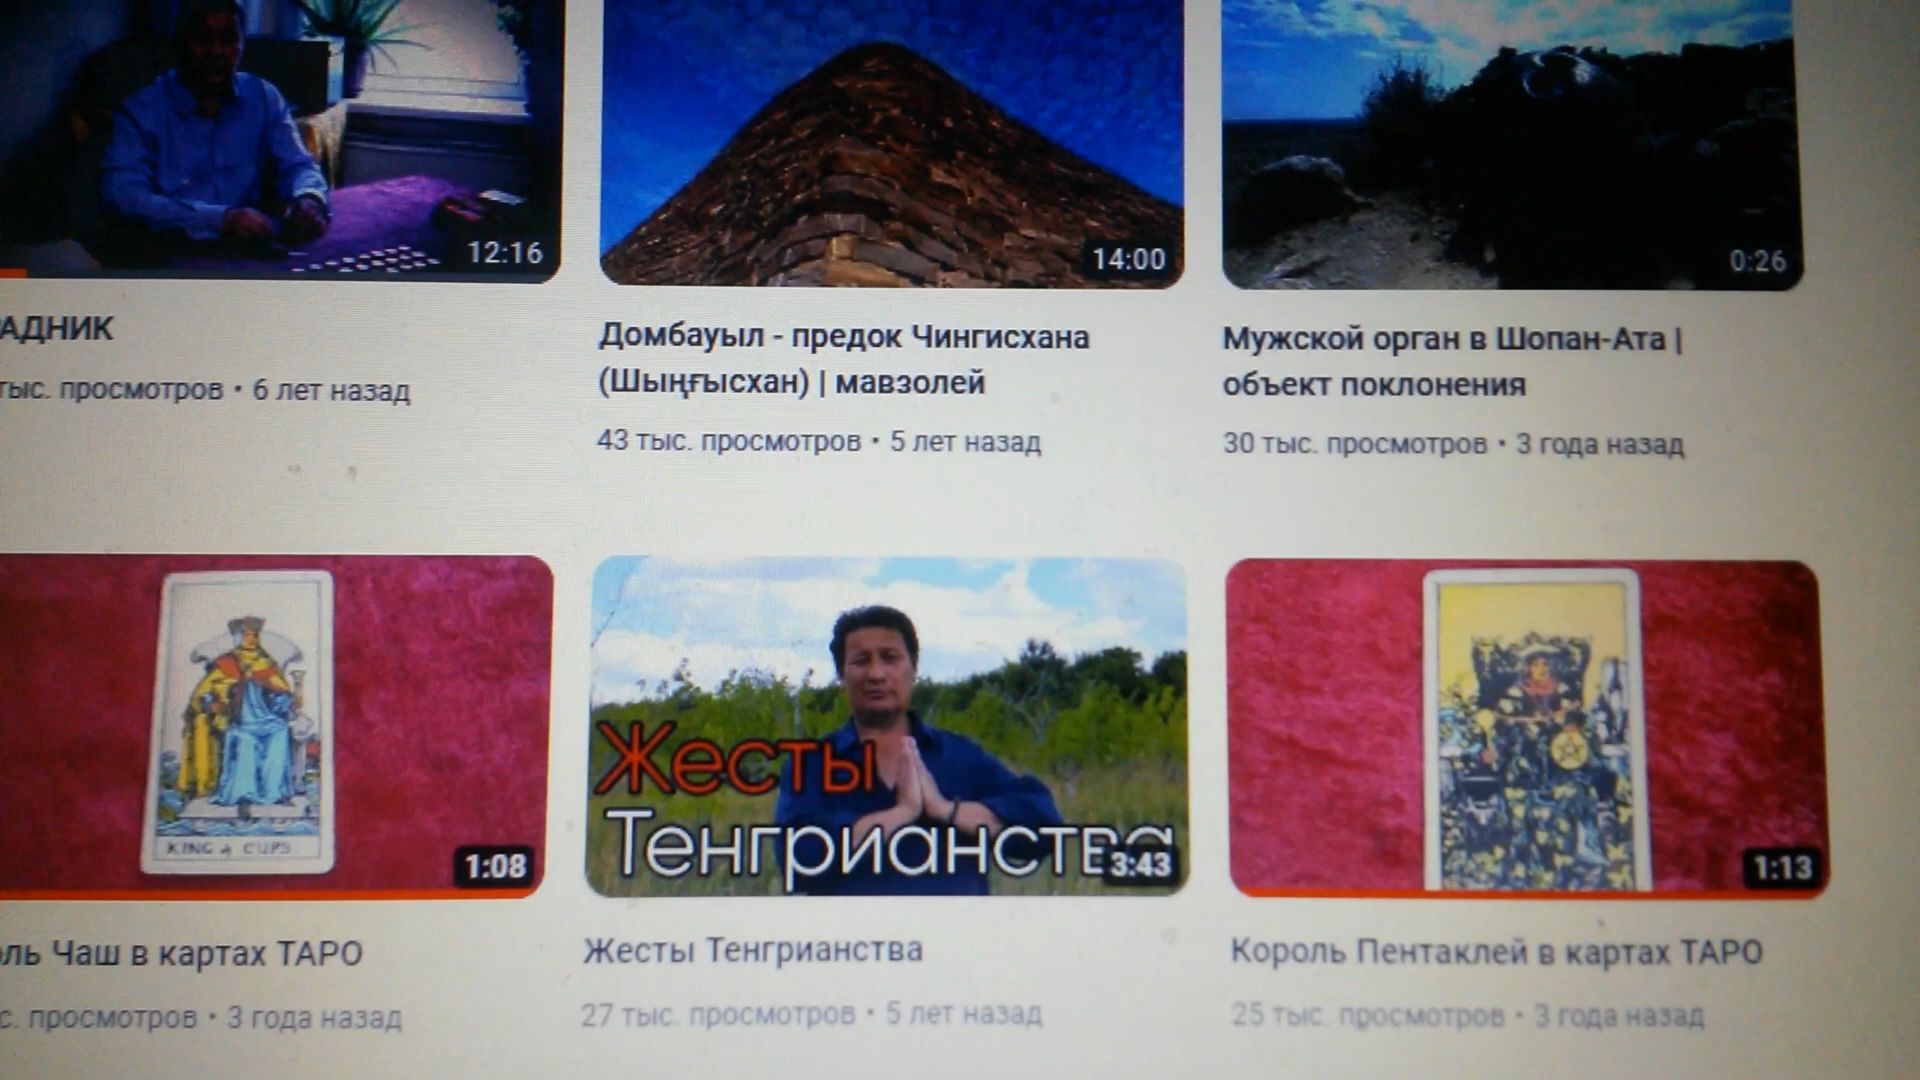 12:16
14:00
0:26
АДНИК
тыс. просмотров • 6 лет назад
Домбауыл - предок Чингисхана
(Шыңғысхан) | мавзолей
43 тыс. просмотров • 5 лет назад
Мужской орган в Шопан-Ата |
объект поклонения
30 тыс. просмотров • 3 года назад
KING of CUPS.
1:08
Жесты
Тенгрианства
3:43
1:13
ль Чаш в картах ТАРО
с. просмотров • 3 года назад
Жесты Тенгрианства
27 тыс. просмотров • 5 лет назад
Король Пентаклей в картах ТАРО
25 тыс. просмотров • 3 года назад